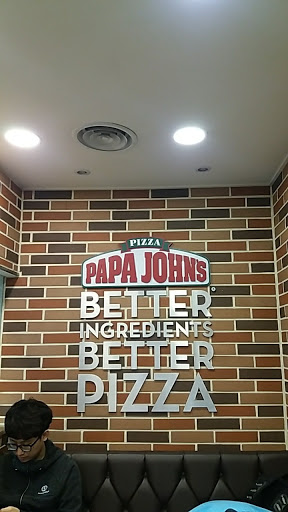 PIZZA
PAPA JOHNS
BETTER
INGREDIENTS
BETTER
PIZZA